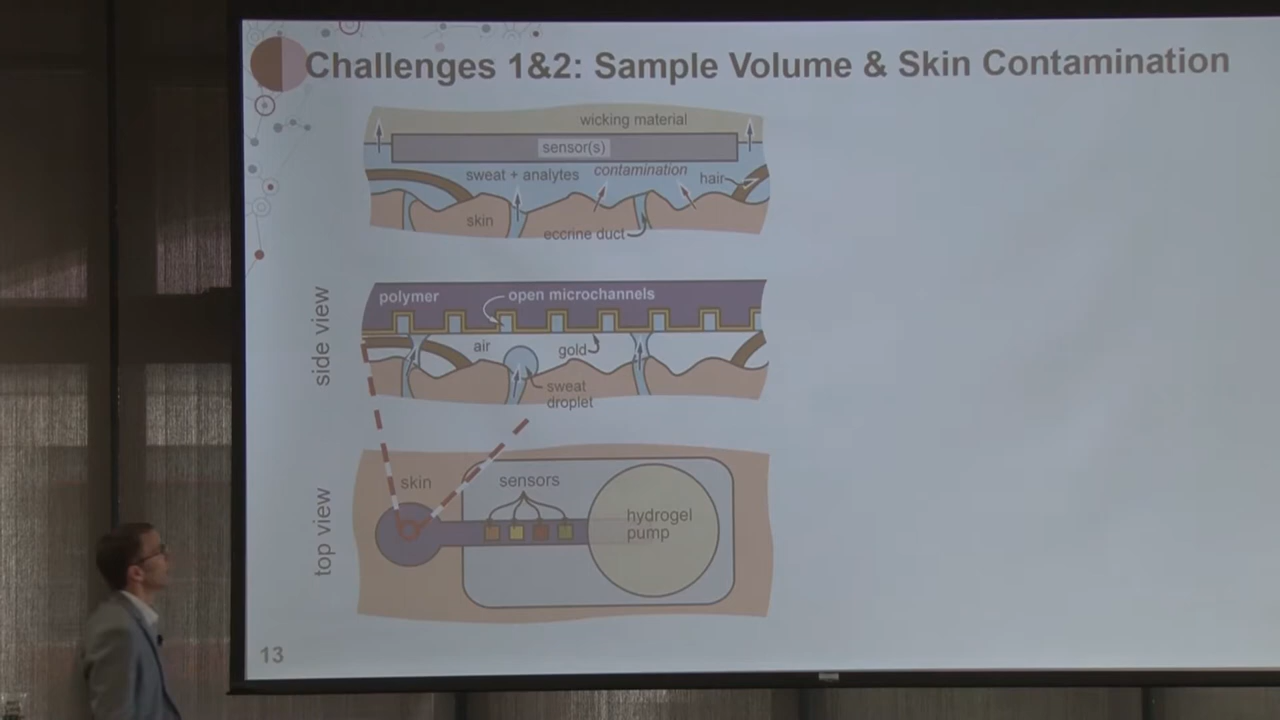 Challenges 1&2: Sample Volume & Skin Contamination
wicking material
sensor(s)
sweat + analytes
contamination
hair
skin
eccrine duct
side view
polymer
open microchannels
air
gold
sweat
droplet
top view
skin
sensors
hydrogel
pump
13